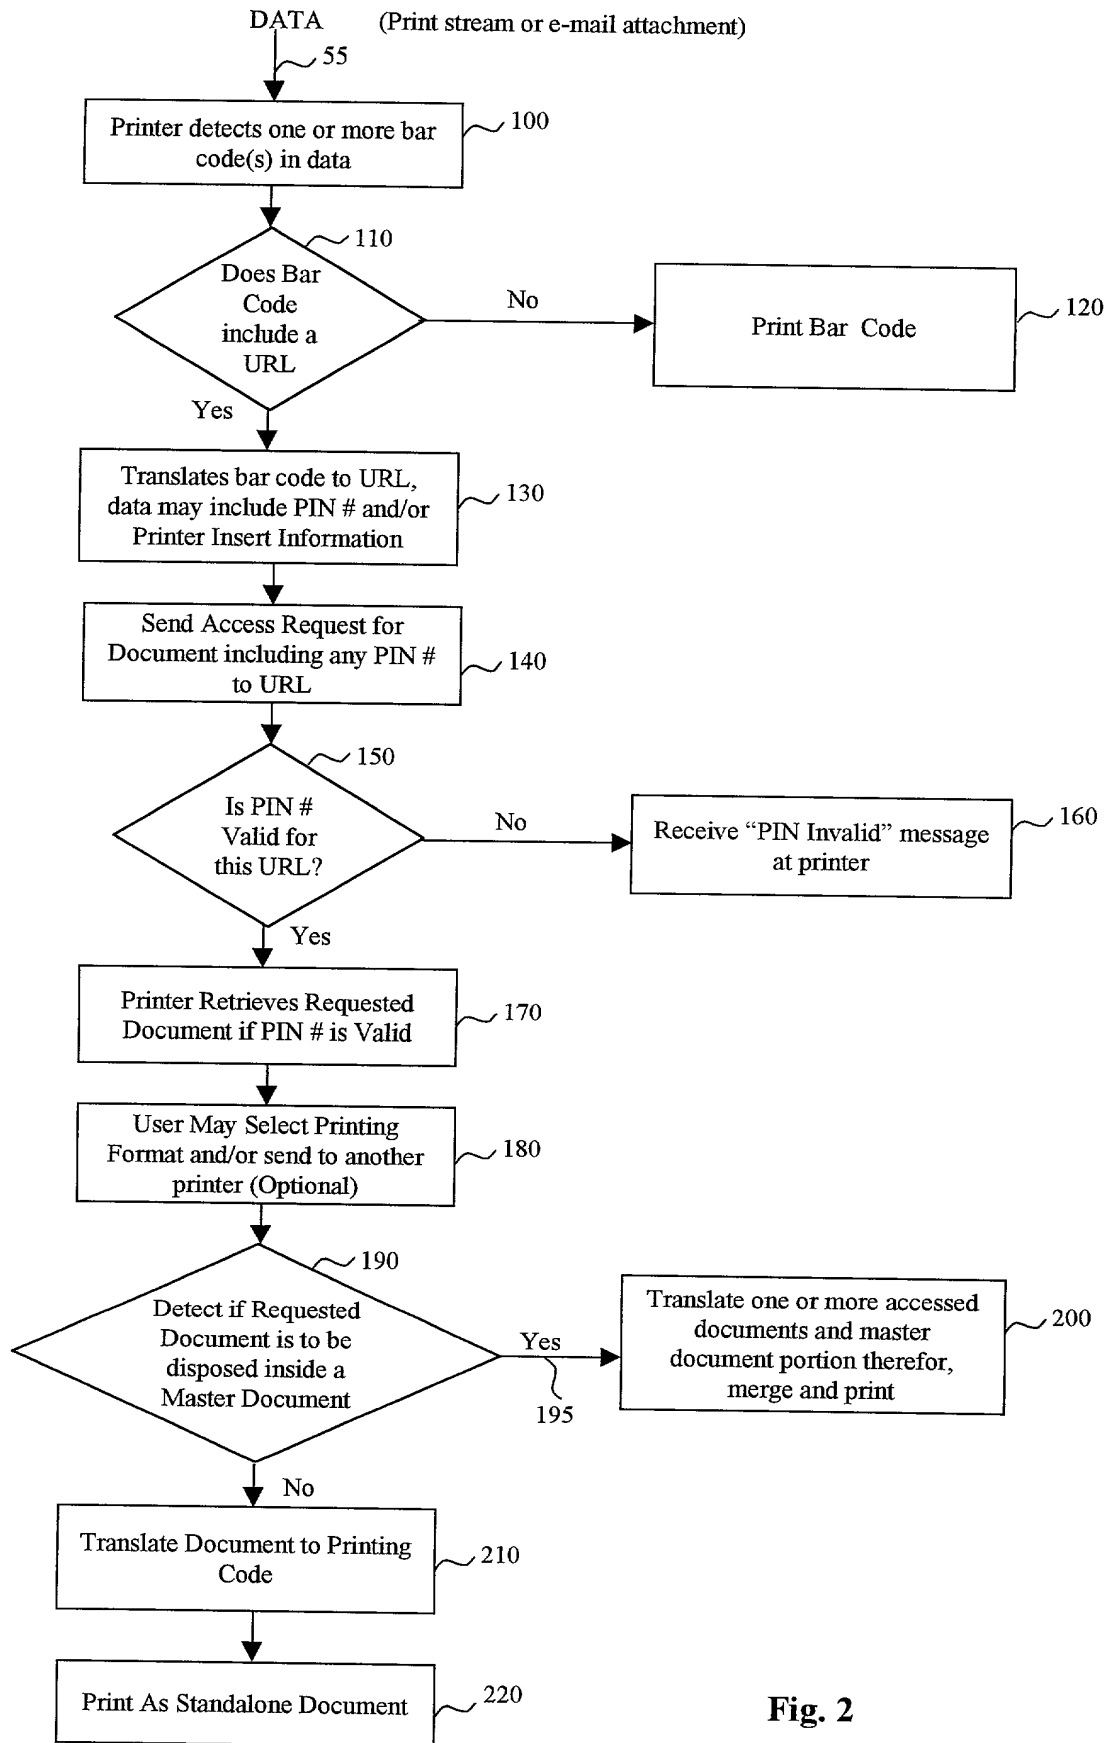 DATA (Print stream or e-mail attachment)
55
Printer detects one or more bar
code(s) in data
100
110
Does Bar
Code
include a
URL
No
Print Bar Code
120
Yes
Translates bar code to URL,
data may include PIN # and/or
Printer Insert Information
130
Send Access Request for
Document including any PIN #
to URL
140
150
Is PIN #
Valid for
this URL?
No
Receive “PIN Invalid” message
at printer
160
Yes
Printer Retrieves Requested
Document if PIN # is Valid
170
User May Select Printing
Format and/or send to another
printer (Optional)
180
190
Detect if Requested
Document is to be
disposed inside a
Master Document
Yes
195
Translate one or more accessed
documents and master
document portion therefor,
merge and print
200
No
Translate Document to Printing
Code
210
Print As Standalone Document
220
Fig. 2